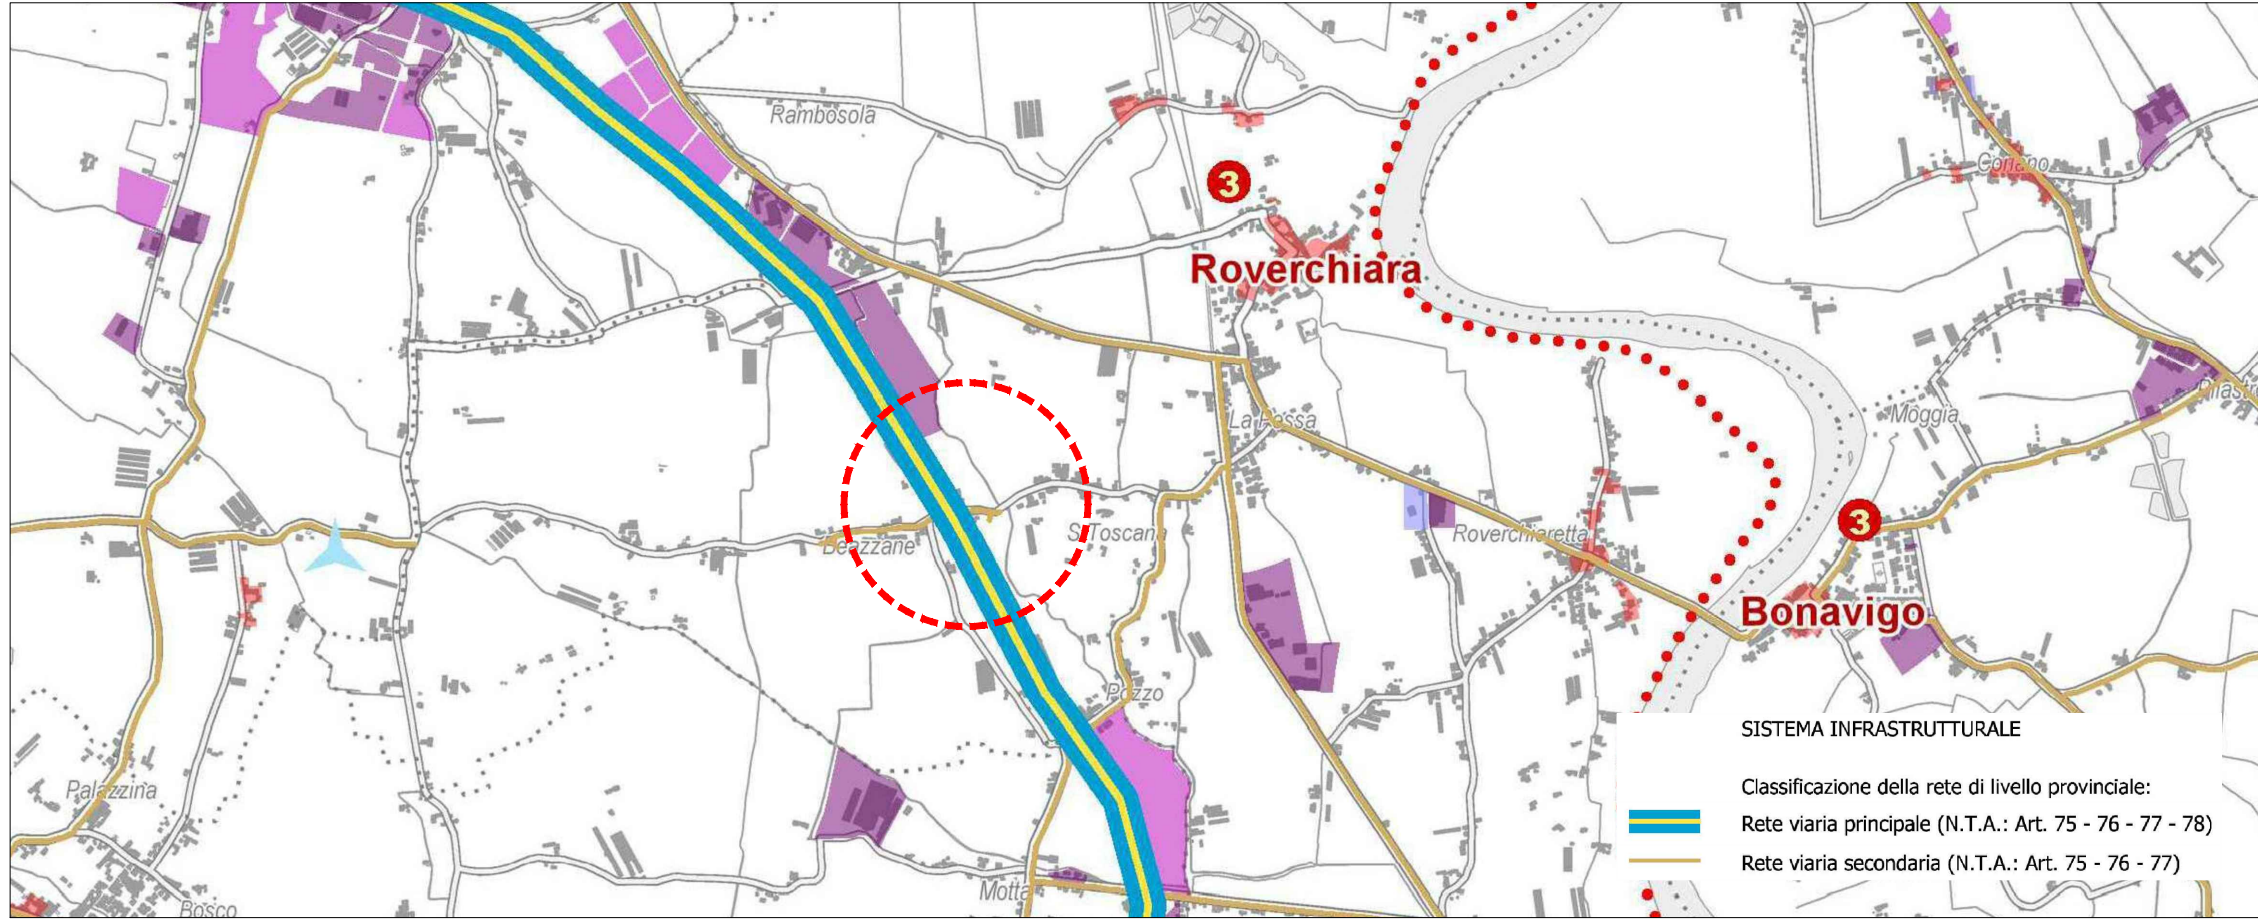 Rambosola
3
Coriano
Roverchiara
La Fossa
Moggia
Roverchiaretta
3
S.Toscana
Beazzane
Bonavigo
Pozzo
SISTEMA INFRASTRUTTURALE
Classificazione della rete di livello provinciale:
Palazzina
Rete viaria principale (N.T.A.: Art. 75 - 76 - 77 - 78)
Rete viaria secondaria (N.T.A.: Art. 75 - 76 - 77)
Motta
Bosco